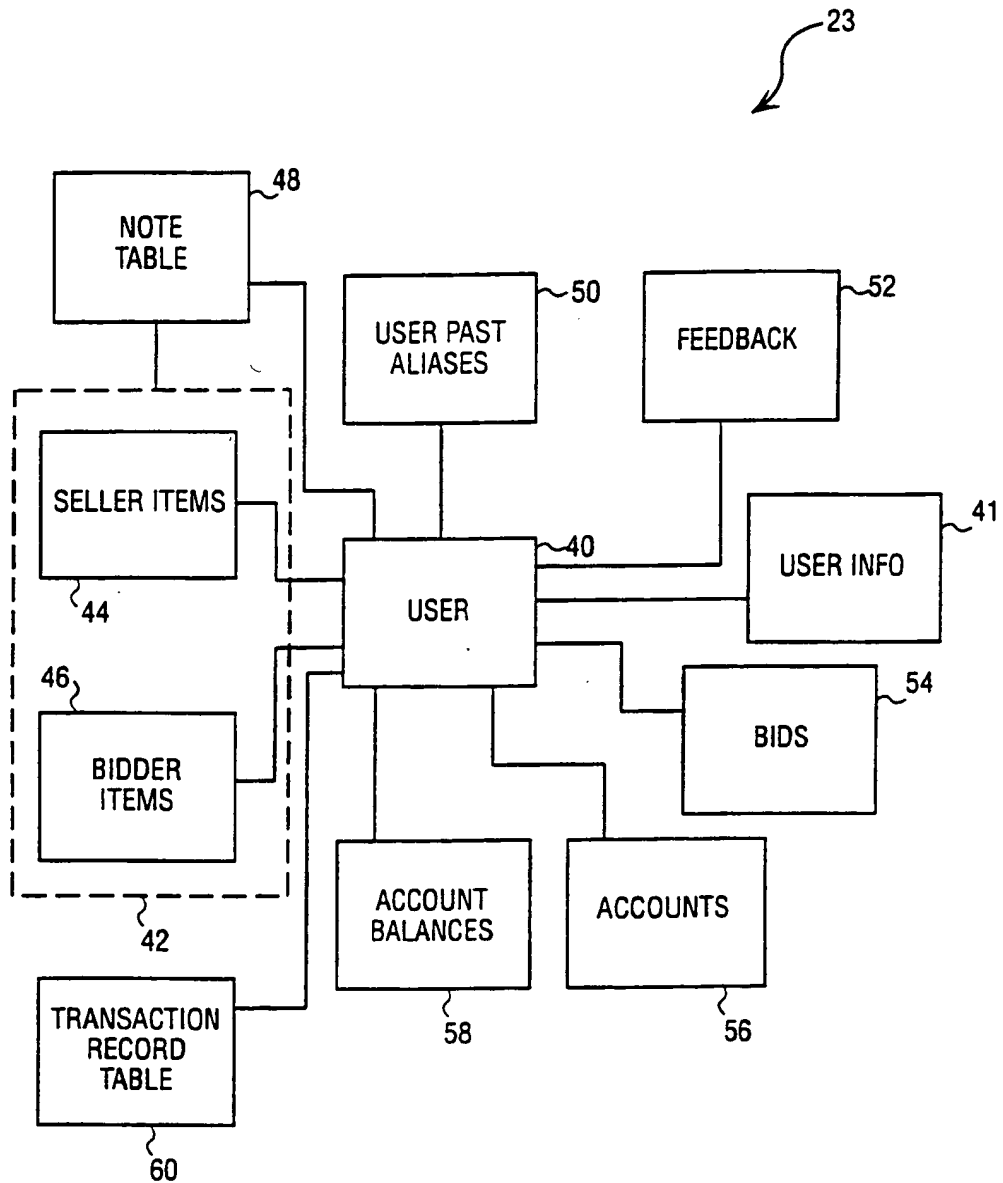 23
48
NOTE
TABLE
50
USER PAST
ALIASES
52
FEEDBACK
SELLER ITEMS
44
40
USER
41
USER INFO
46
BIDDER
ITEMS
54
BIDS
42
ACCOUNT
BALANCES
58
ACCOUNTS
56
TRANSACTION
RECORD
TABLE
60